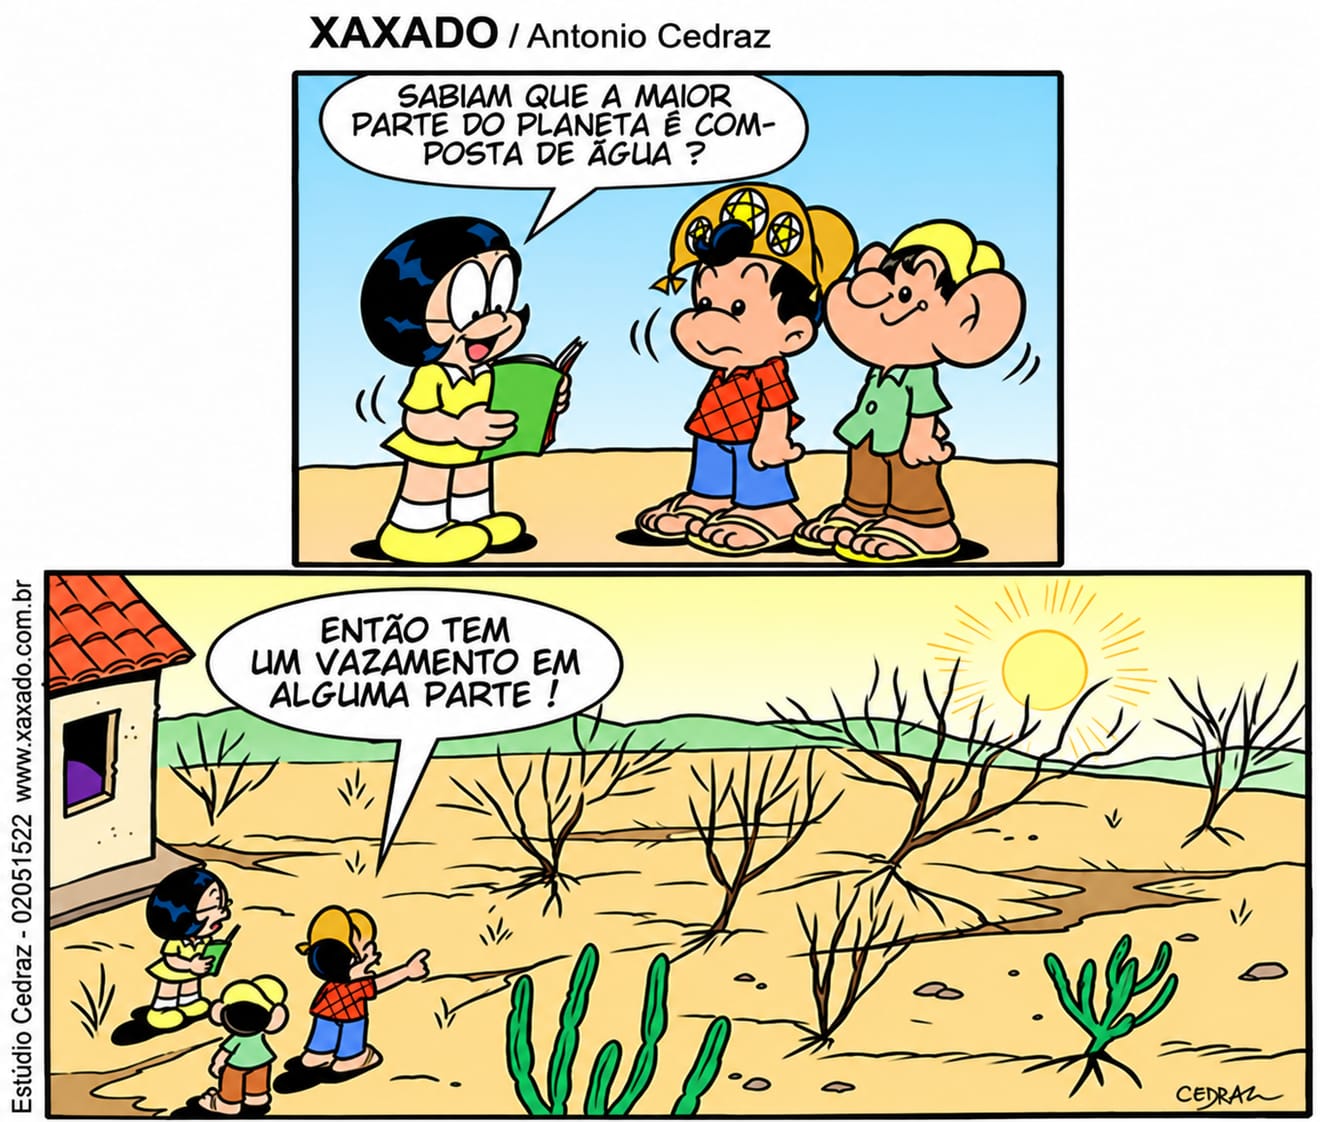 XAXADO / Antonio Cedraz
SABIAM QUE A MAIOR
PARTE DO PLANETA É COM-
POSTA DE ÁGUA ?
ENTÃO TEM
UM VAZAMENTO EM
ALGUMA PARTE !
Estúdio Cedraz - 02051522 www.xaxado.com.br
CEDRAZ